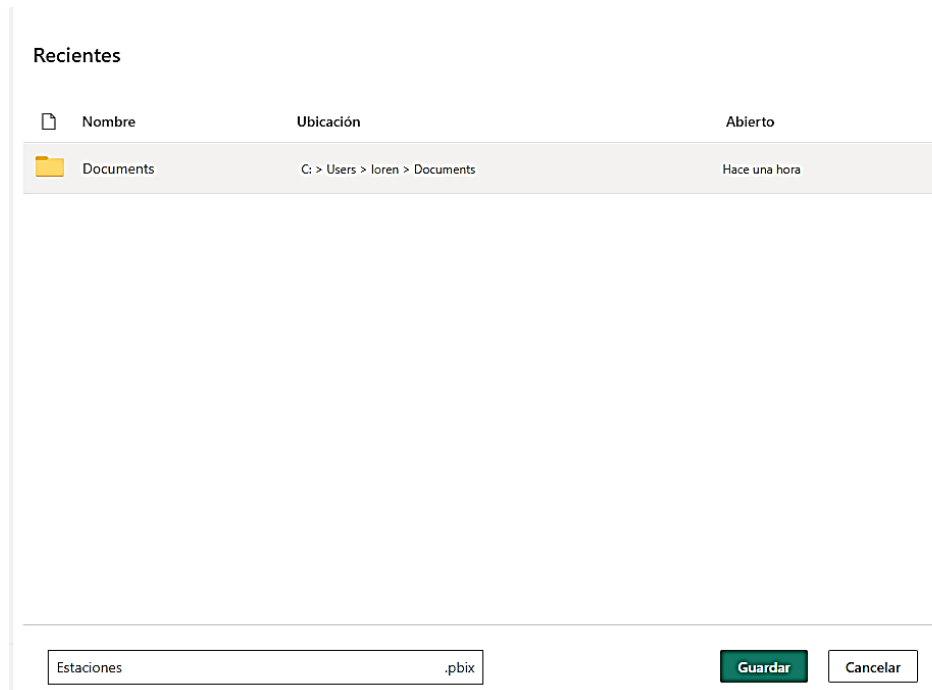 Recientes
Nombre Ubicación Abierto
Documents C: > Users > loren > Documents Hace una hora
Estaciones .pbix Guardar Cancelar